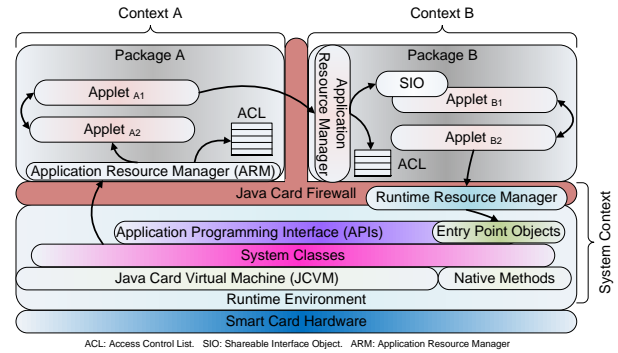 Context A
Context B
Package A
Package B
Applet A1
Applet A2
ACL
Application Resource Manager (ARM)
Application
Resource Manager
SIO
Applet B1
Applet B2
ACL
Java Card Firewall
Runtime Resource Manager
Application Programming Interface (APIs)
Entry Point Objects
System Classes
Java Card Virtual Machine (JCVM)
Native Methods
Runtime Environment
System Context
Smart Card Hardware
ACL: Access Control List. SIO: Shareable Interface Object. ARM: Application Resource Manager